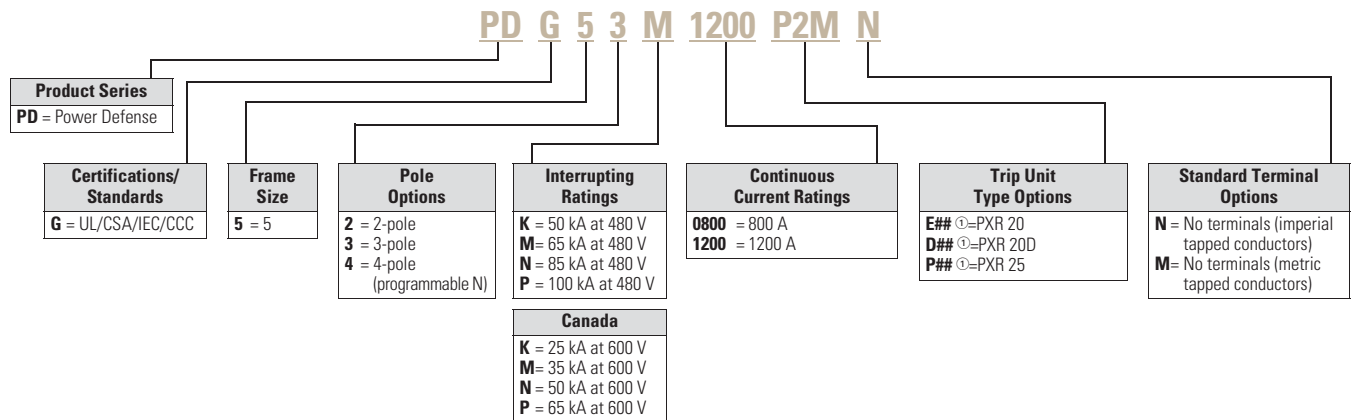 PD G 5 3 M 1200 P2M N
Product Series
PD = Power Defense
Certifications/
Standards
G = UL/CSA/IEC/CCC
Frame
Size
5 = 5
Pole
Options
2 = 2-pole
3 = 3-pole
4 = 4-pole
(programmable N)
Interrupting
Ratings
K = 50 kA at 480 V
M= 65 kA at 480 V
N = 85 kA at 480 V
P = 100 kA at 480 V
Canada
K = 25 kA at 600 V
M= 35 kA at 600 V
N = 50 kA at 600 V
P = 65 kA at 600 V
Continuous
Current Ratings
0800 = 800 A
1200 = 1200 A
Trip Unit
Type Options
E## ①=PXR 20
D## ①=PXR 20D
P## ①=PXR 25
Standard Terminal
Options
N = No terminals (imperial
tapped conductors)
M= No terminals (metric
tapped conductors)